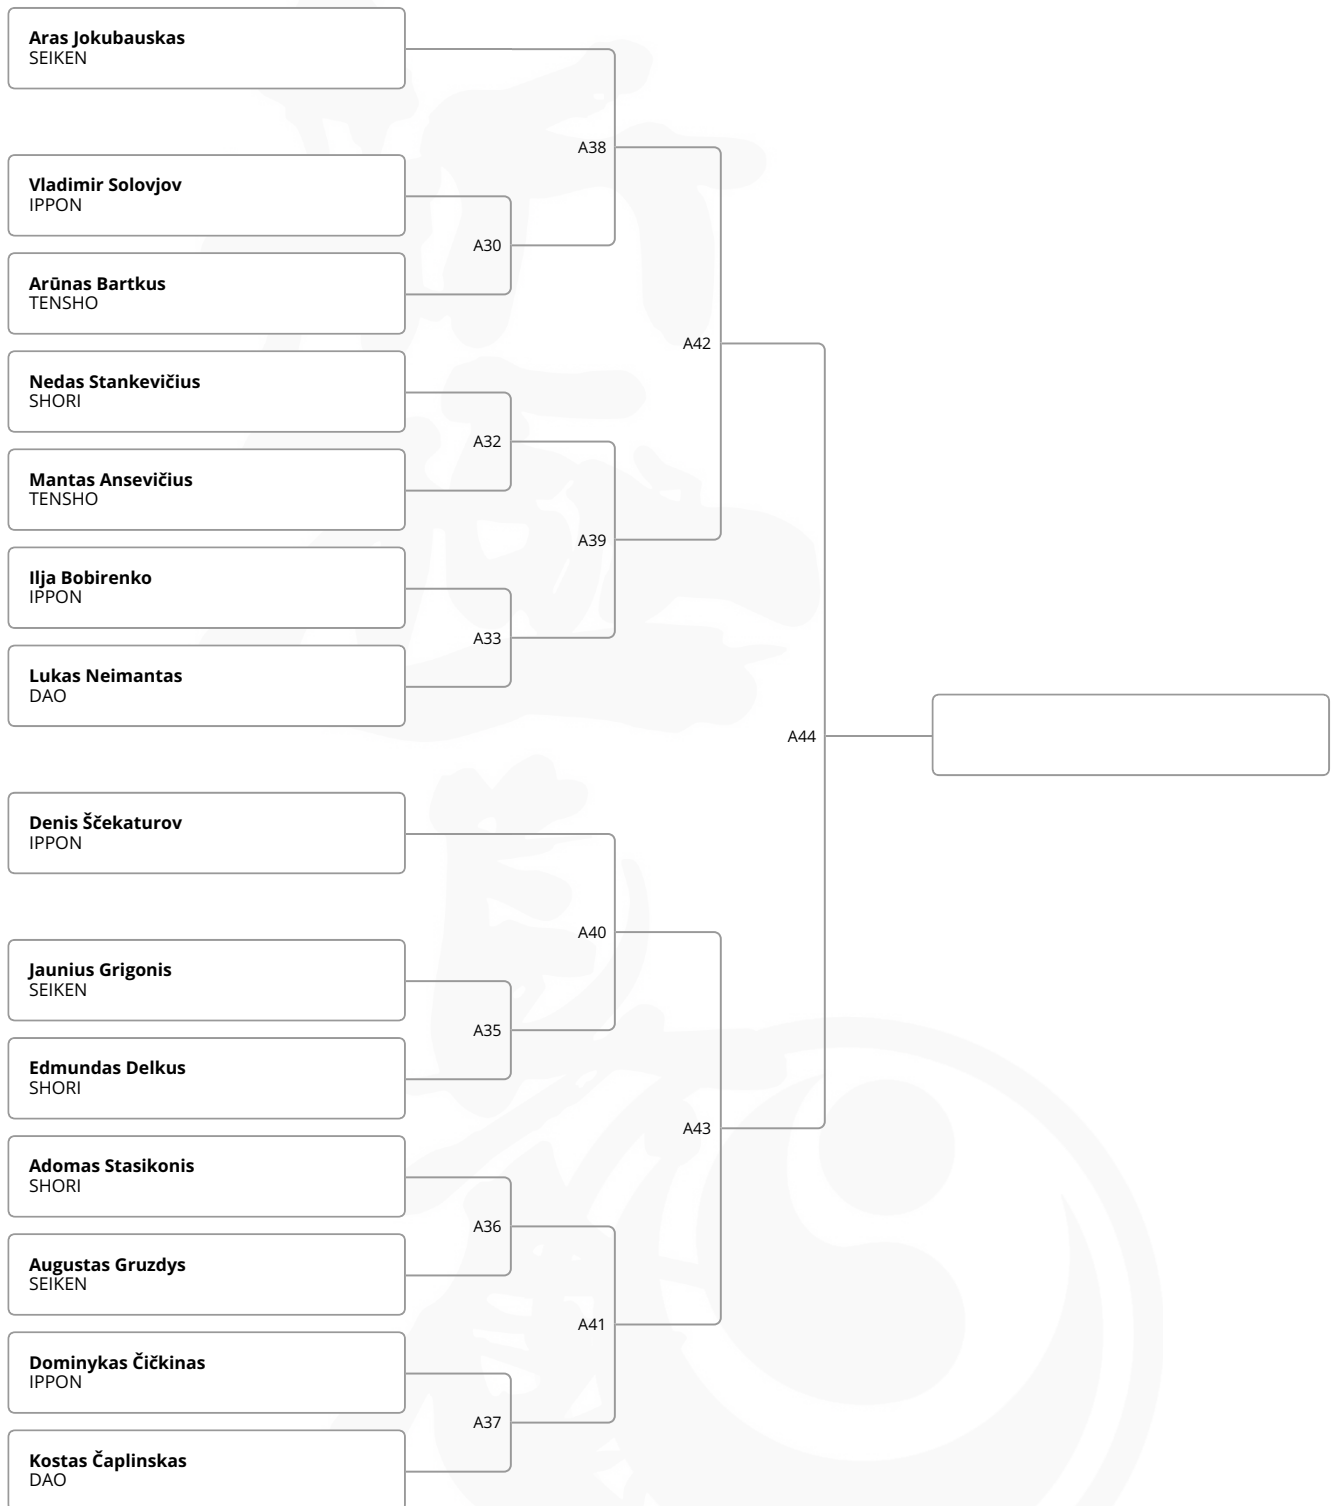 Aras Jokubauskas
SEIKEN
A38
Vladimir Solovjov
IPPON
A30
Arūnas Bartkus
TENSHO
A42
Nedas Stankevičius
SHORI
A32
Mantas Ansevičius
TENSHO
A39
Ilja Bobirenko
IPPON
A33
Lukas Neimantas
DAO
A44
Denis Ščekaturov
IPPON
A40
Jaunius Grigonis
SEIKEN
A35
Edmundas Delkus
SHORI
A43
Adomas Stasikonis
SHORI
A36
Augustas Gruzdys
SEIKEN
A41
Dominykas Čičkinas
IPPON
A37
Kostas Čaplinskas
DAO